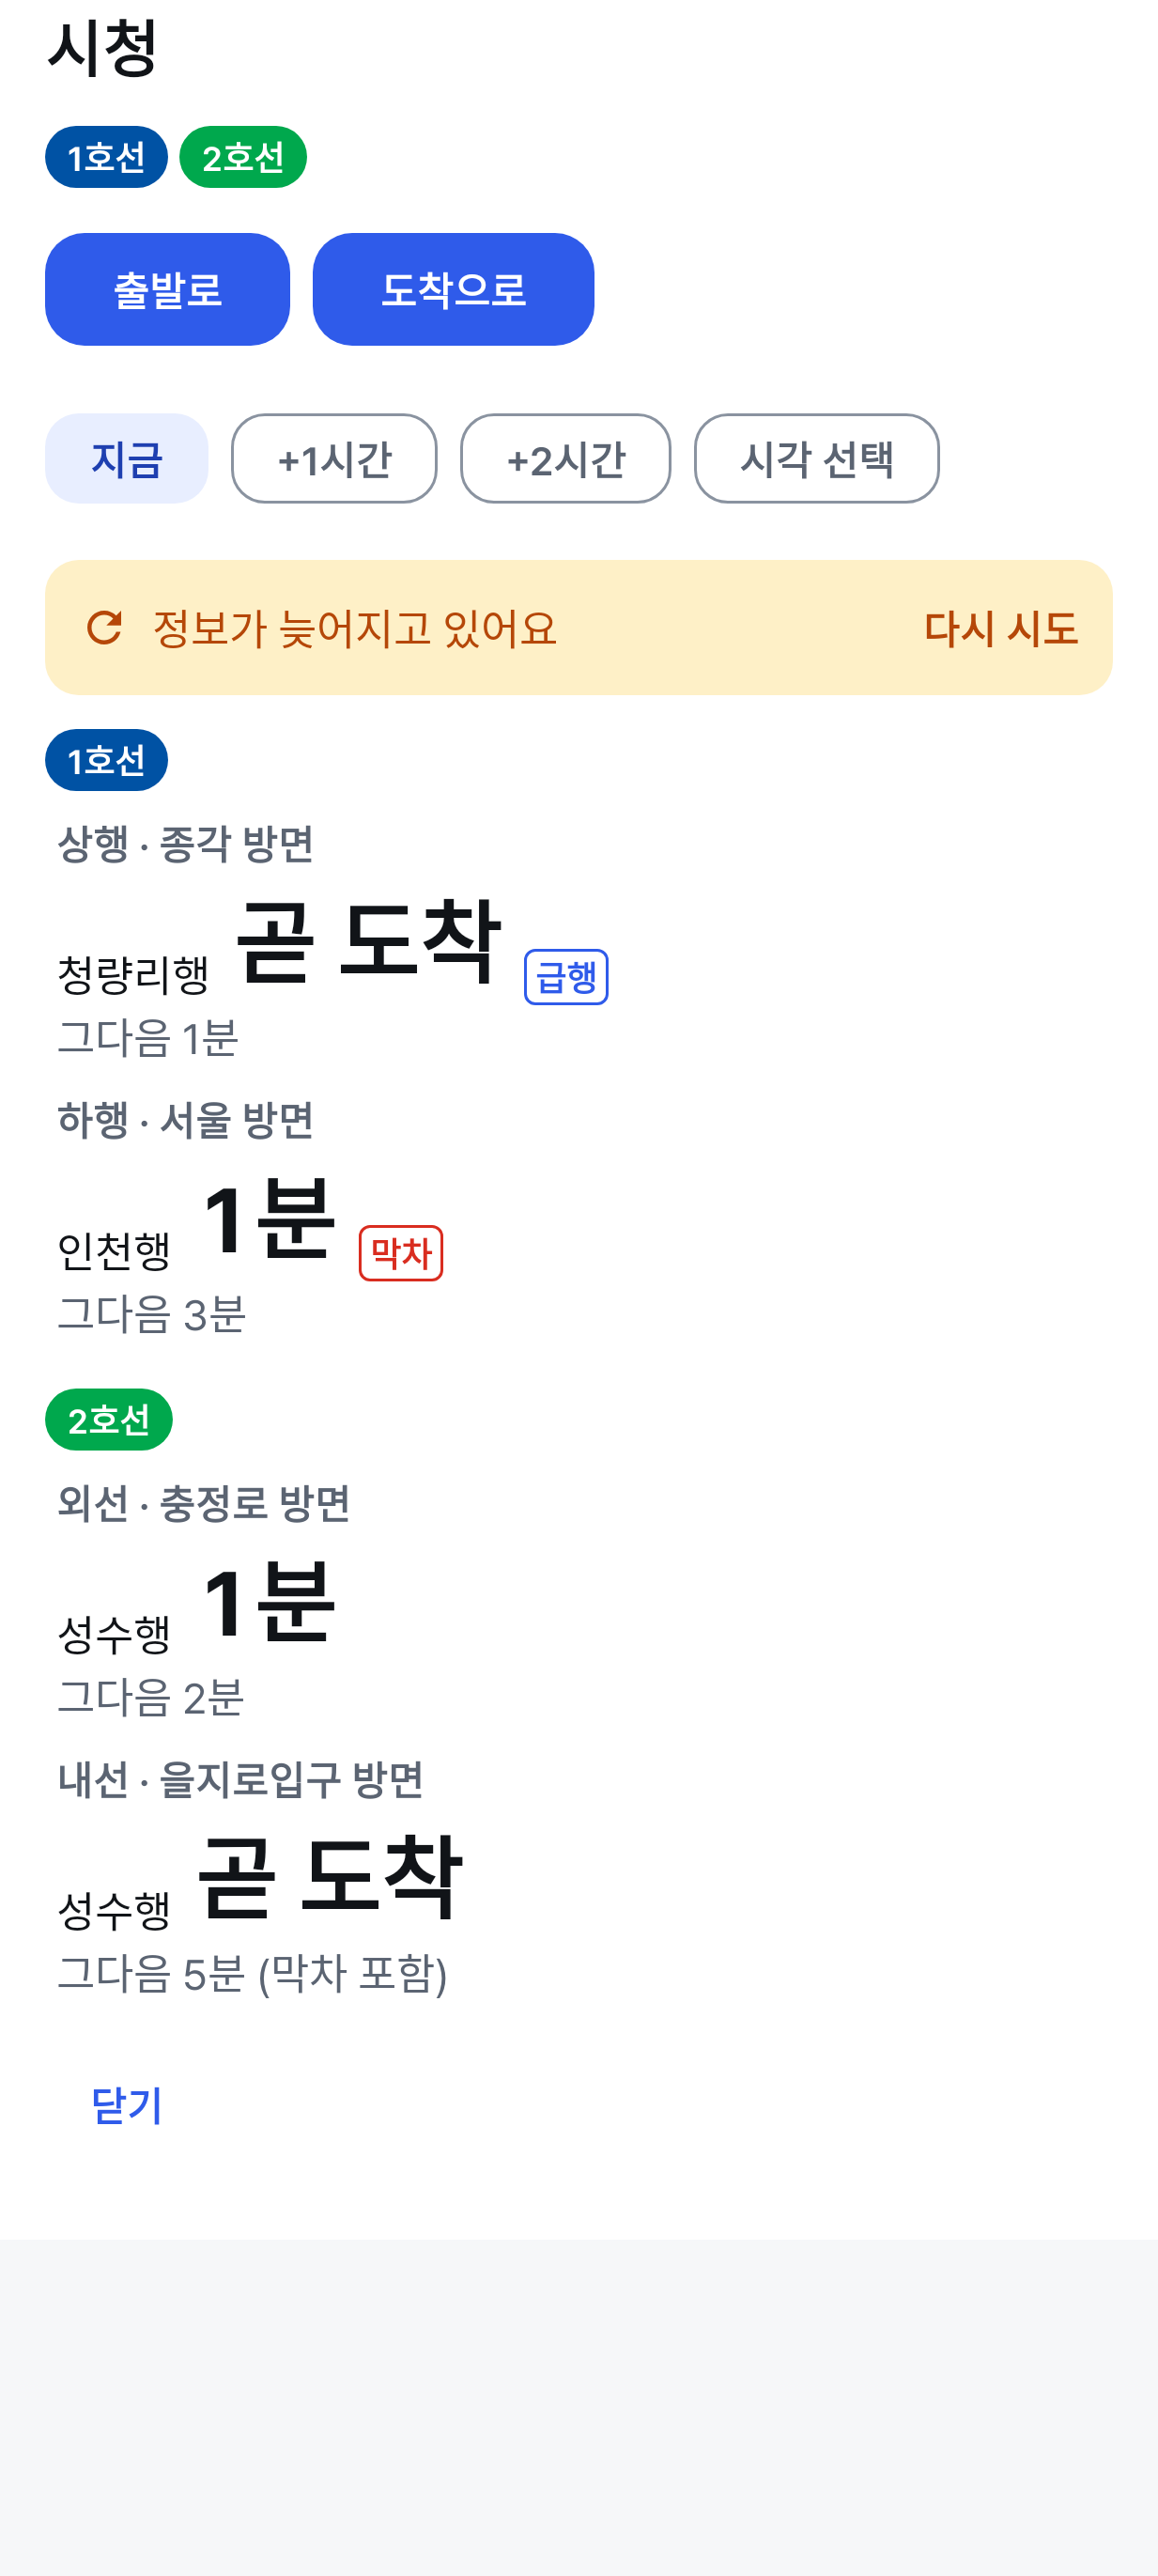 시청
1호선 2호선
출발로 도착으로
지금 +1시간 +2시간 시각 선택
정보가 늦어지고 있어요 다시 시도
1호선
상행 · 종각 방면
청량리행 곧 도착 급행
그다음 1분
하행 · 서울 방면
인천행 1분 막차
그다음 3분
2호선
외선 · 충정로 방면
성수행 1분
그다음 2분
내선 · 을지로입구 방면
성수행 곧 도착
그다음 5분 (막차 포함)
닫기